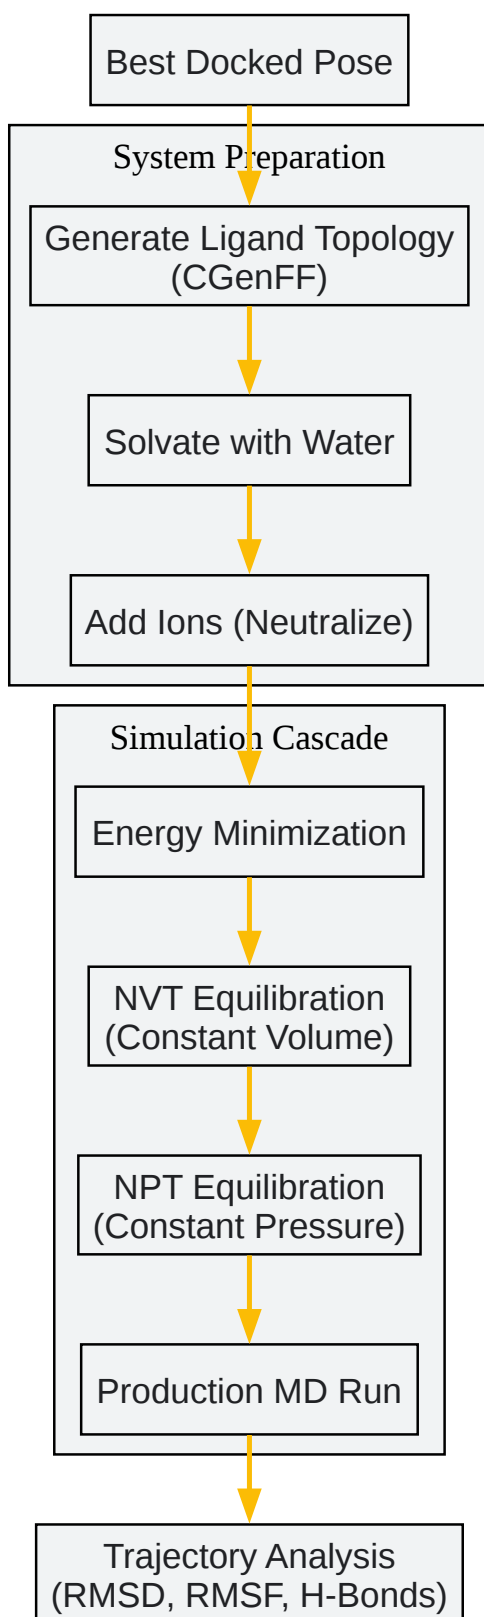 Best Docked Pose
System Preparation
Generate Ligand Topology
(CGenFF)
Solvate with Water
Add Ions (Neutralize)
Simulation Cascade
Energy Minimization
NVT Equilibration
(Constant Volume)
NPT Equilibration
(Constant Pressure)
Production MD Run
Trajectory Analysis
(RMSD, RMSF, H-Bonds)